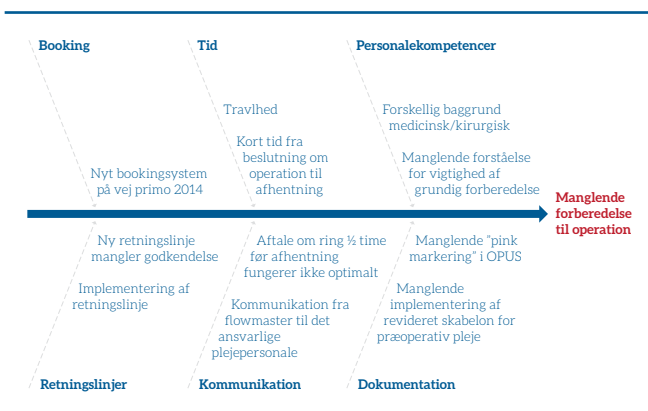 Booking
Tid
Personalekompetencer
Travlhed
Forskellig baggrund
medicinsk/kirurgisk
Kort tid fra
beslutning om
operation til
afhentning
Manglende forståelse
for vigtighed af
grundig forberedelse
Nyt bookingsystem
på vej primo 2014
Manglende
forberedelse
til operation
Ny retningslinje
mangler godkendelse
Implementering af
retningslinje
Aftale om ring ½ time
før afhentning
fungerer ikke optimalt
Kommunikation fra
flowmaster til det
ansvarlige
plejepersonale
Manglende "pink
markering" i OPUS
Manglende
implementering af
revideret skabelon for
præoperativ pleje
Retningslinjer
Kommunikation
Dokumentation